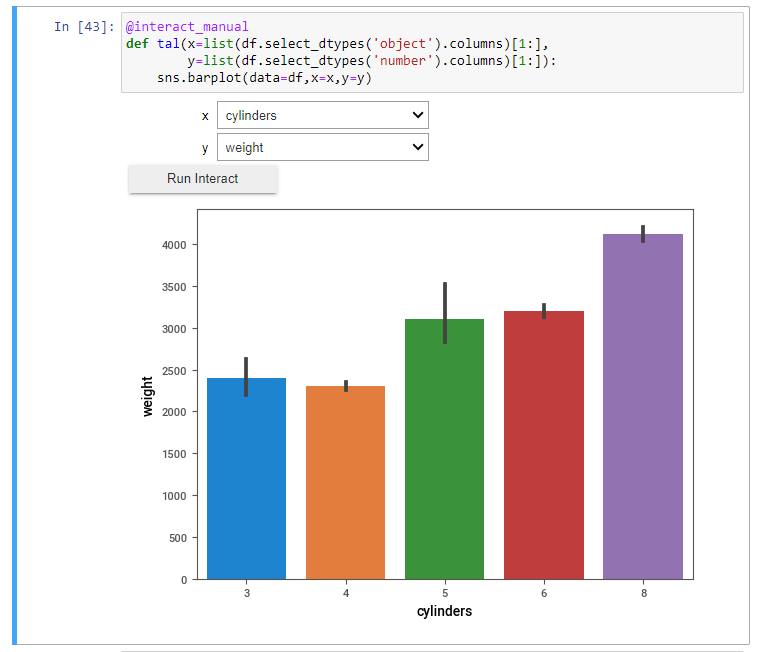 In [43]: @interact_manual
def tal(x=list(df.select_dtypes('object').columns)[1:],
        y=list(df.select_dtypes('number').columns)[1:]):
    sns.barplot(data=df,x=x,y=y)
x cylinders
y weight
Run Interact
4000
3500
3000
2500
2000
1500
1000
500
0
weight
3 4 5 6 8
cylinders